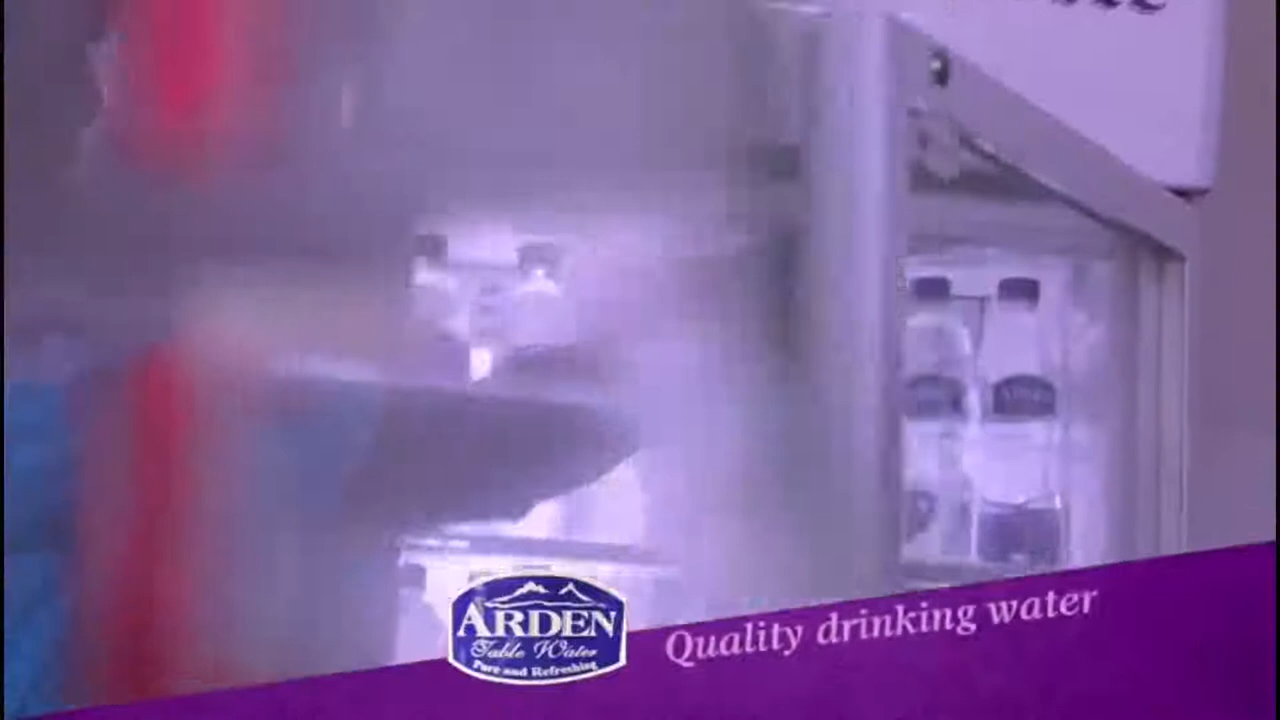 ARDEN
Table Water
Pure and Refreshing
Quality drinking water